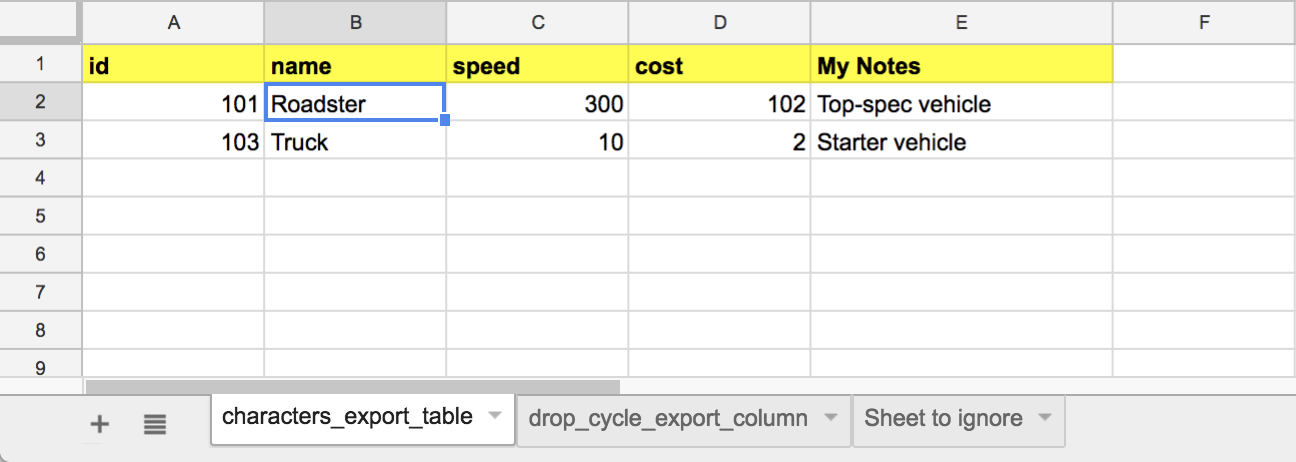 A B C D E F
1 id name speed cost My Notes
2 101 Roadster 300 102 Top-spec vehicle
3 103 Truck 10 2 Starter vehicle
4
5
6
7
8
9
+ characters_export_table drop_cycle_export_column Sheet to ignore